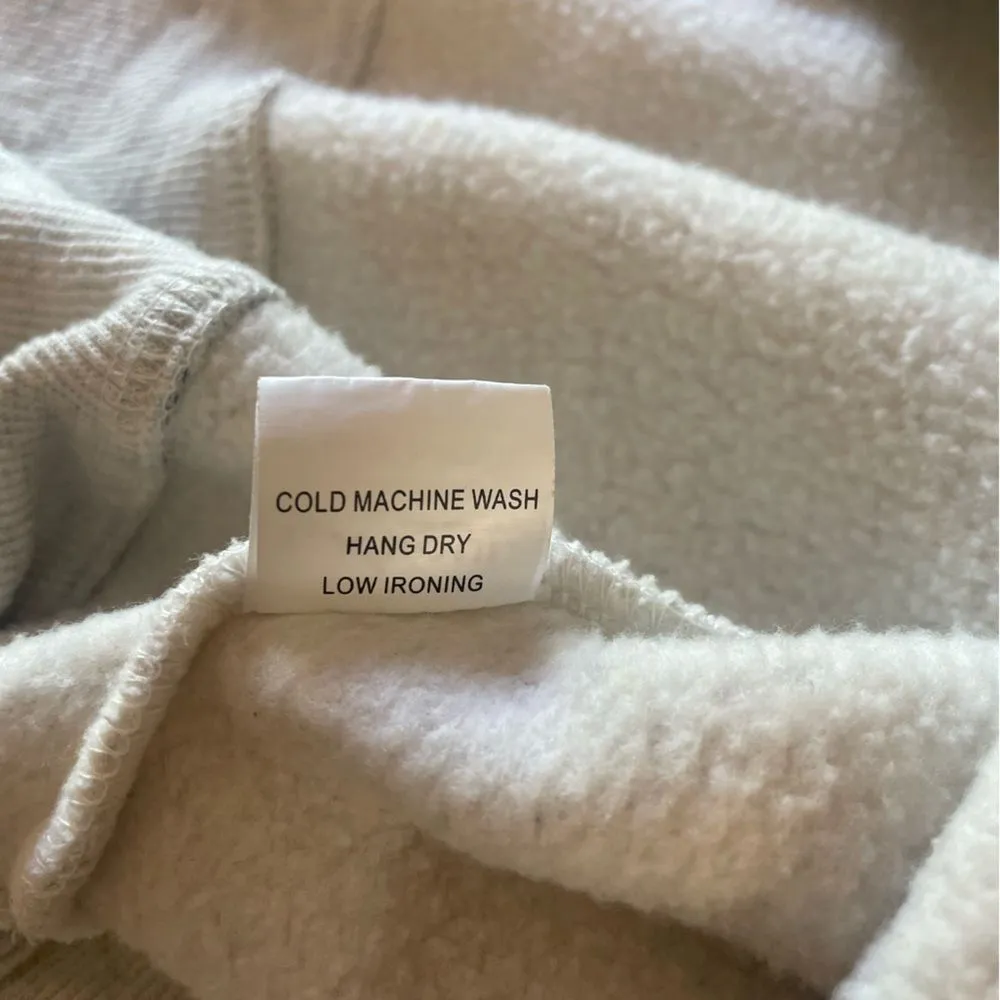 COLD MACHINE WASH
HANG DRY
LOW IRONING